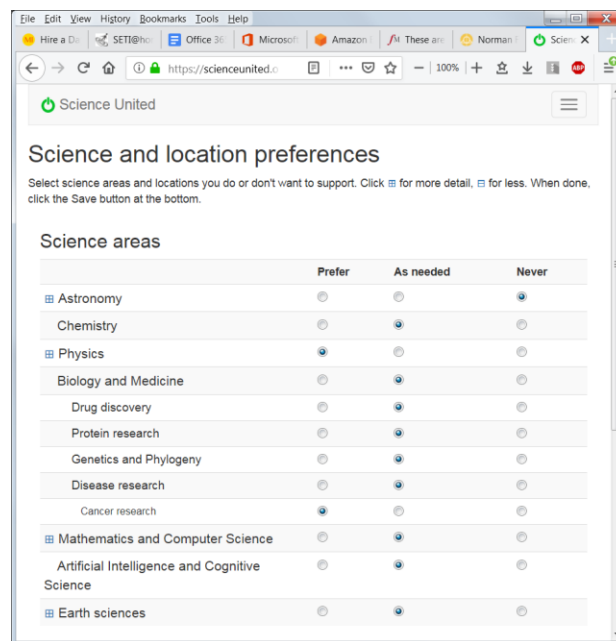 File Edit View History Bookmarks Tools Help
Hire a Da
SETI@ho
Office 36
Microsoft
Amazon
These are
Norman
Scien
https://scienceunited.o
100%
ABP
Science United
Science and location preferences
Select science areas and locations you do or don't want to support. Click ⊞ for more detail, ⊟ for less. When done,
click the Save button at the bottom.
Science areas
Prefer As needed Never
Astronomy
Chemistry
Physics
Biology and Medicine
Drug discovery
Protein research
Genetics and Phylogeny
Disease research
Cancer research
Mathematics and Computer Science
Artificial Intelligence and Cognitive
Science
Earth sciences